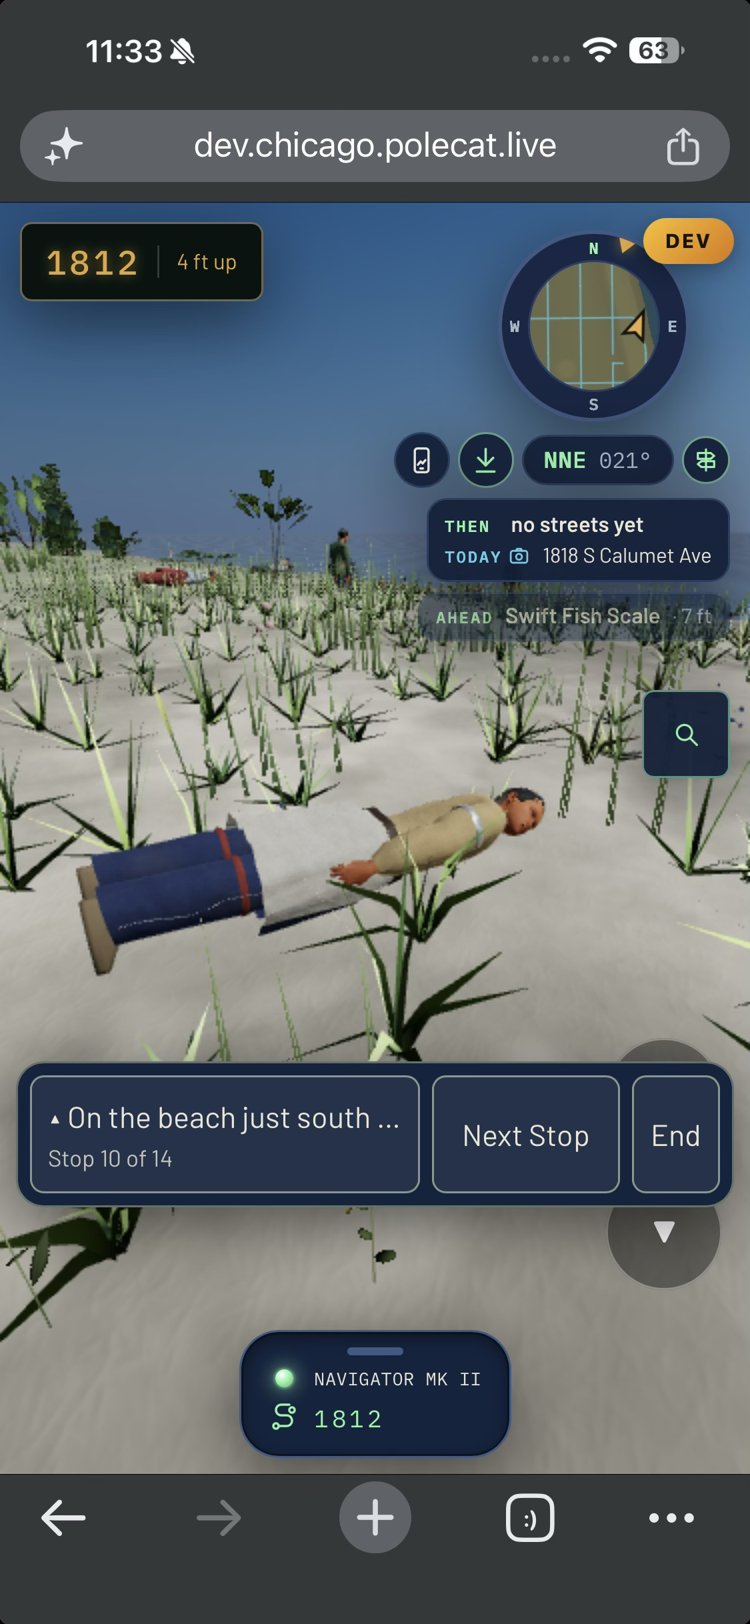 11:33
63
dev.chicago.polecat.live
1812
4 ft up
DEV
N
W
E
S
NNE 021°
THEN no streets yet
TODAY 1818 S Calumet Ave
AHEAD Swift Fish Scale · 7 ft
On the beach just south ...
Stop 10 of 14
Next Stop
End
NAVIGATOR MK II
1812
:)